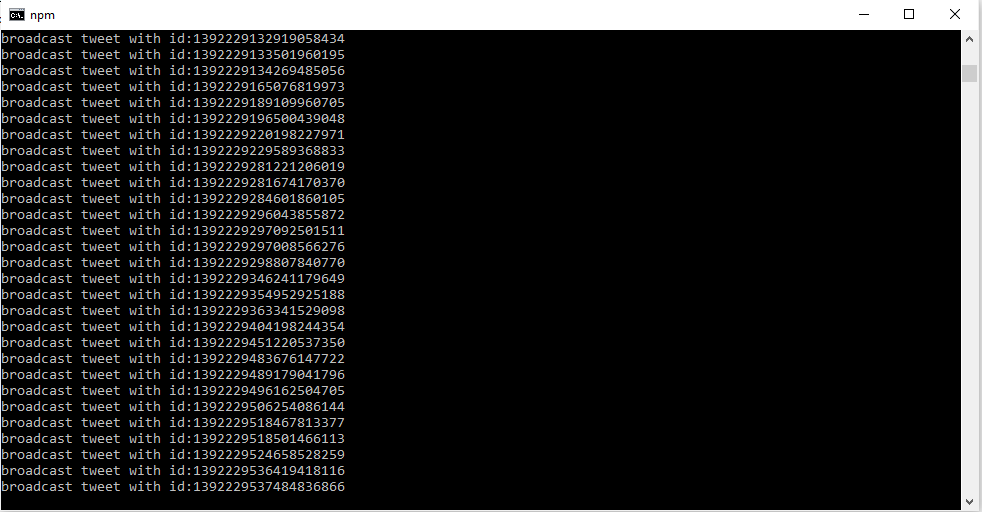 npm
broadcast tweet with id:1392229132919058434
broadcast tweet with id:1392229133501960195
broadcast tweet with id:1392229134269485056
broadcast tweet with id:1392229165076819973
broadcast tweet with id:1392229189109960705
broadcast tweet with id:1392229196500439048
broadcast tweet with id:1392229220198227971
broadcast tweet with id:1392229229589368833
broadcast tweet with id:1392229281221206019
broadcast tweet with id:1392229281674170370
broadcast tweet with id:1392229284601860105
broadcast tweet with id:1392229296043855872
broadcast tweet with id:1392229297092501511
broadcast tweet with id:1392229297008566276
broadcast tweet with id:1392229298807840770
broadcast tweet with id:1392229346241179649
broadcast tweet with id:1392229354952925188
broadcast tweet with id:1392229363341529098
broadcast tweet with id:1392229404198244354
broadcast tweet with id:1392229451220537350
broadcast tweet with id:1392229483676147722
broadcast tweet with id:1392229489179041796
broadcast tweet with id:1392229496162504705
broadcast tweet with id:1392229506254086144
broadcast tweet with id:1392229518467813377
broadcast tweet with id:1392229518501466113
broadcast tweet with id:1392229524658528259
broadcast tweet with id:1392229536419418116
broadcast tweet with id:1392229537484836866